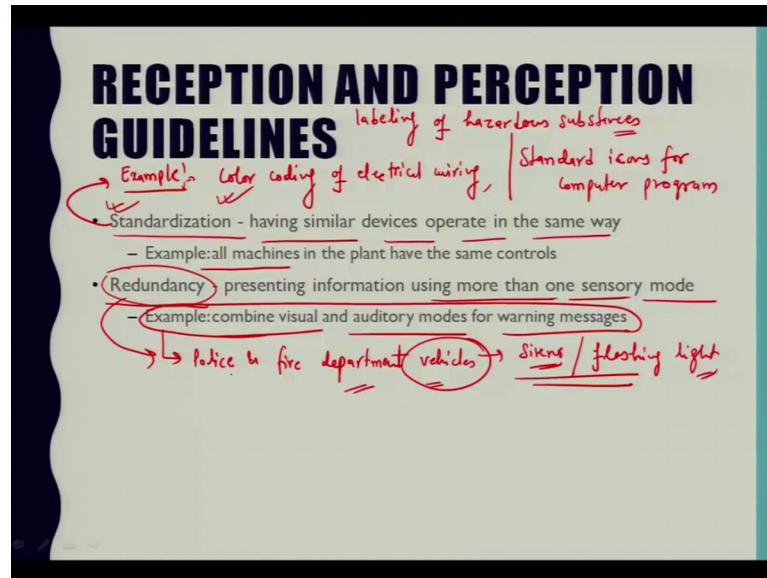 RECEPTION AND PERCEPTION
GUIDELINES
labeling of hazardous substnces
Example:- Color coding of electrical wiring,
Standard icons for
computer program
• Standardization - having similar devices operate in the same way
– Example:all machines in the plant have the same controls
• Redundancy - presenting information using more than one sensory mode
– Example:combine visual and auditory modes for warning messages
Police & fire department vehicles → Sirens / flashing light